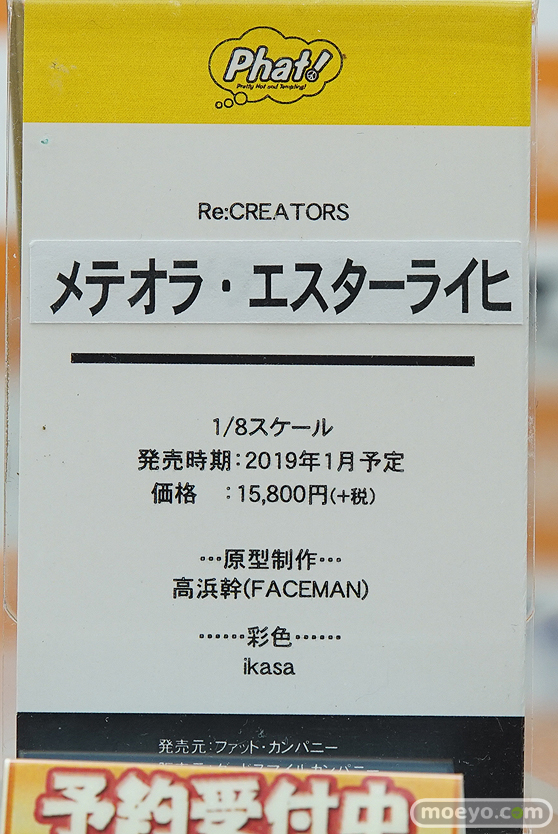 Phat!
Pretty Hot and Tempting!
Re:CREATORS
メテオラ・エスターライヒ
1/8スケール
発売時期:2019年1月予定
価格 :15,800円(+税)
…原型制作…
高浜幹(FACEMAN)
……彩色……
ikasa
発売元:ファット・カンパニー
予約受付中
moeyo.com